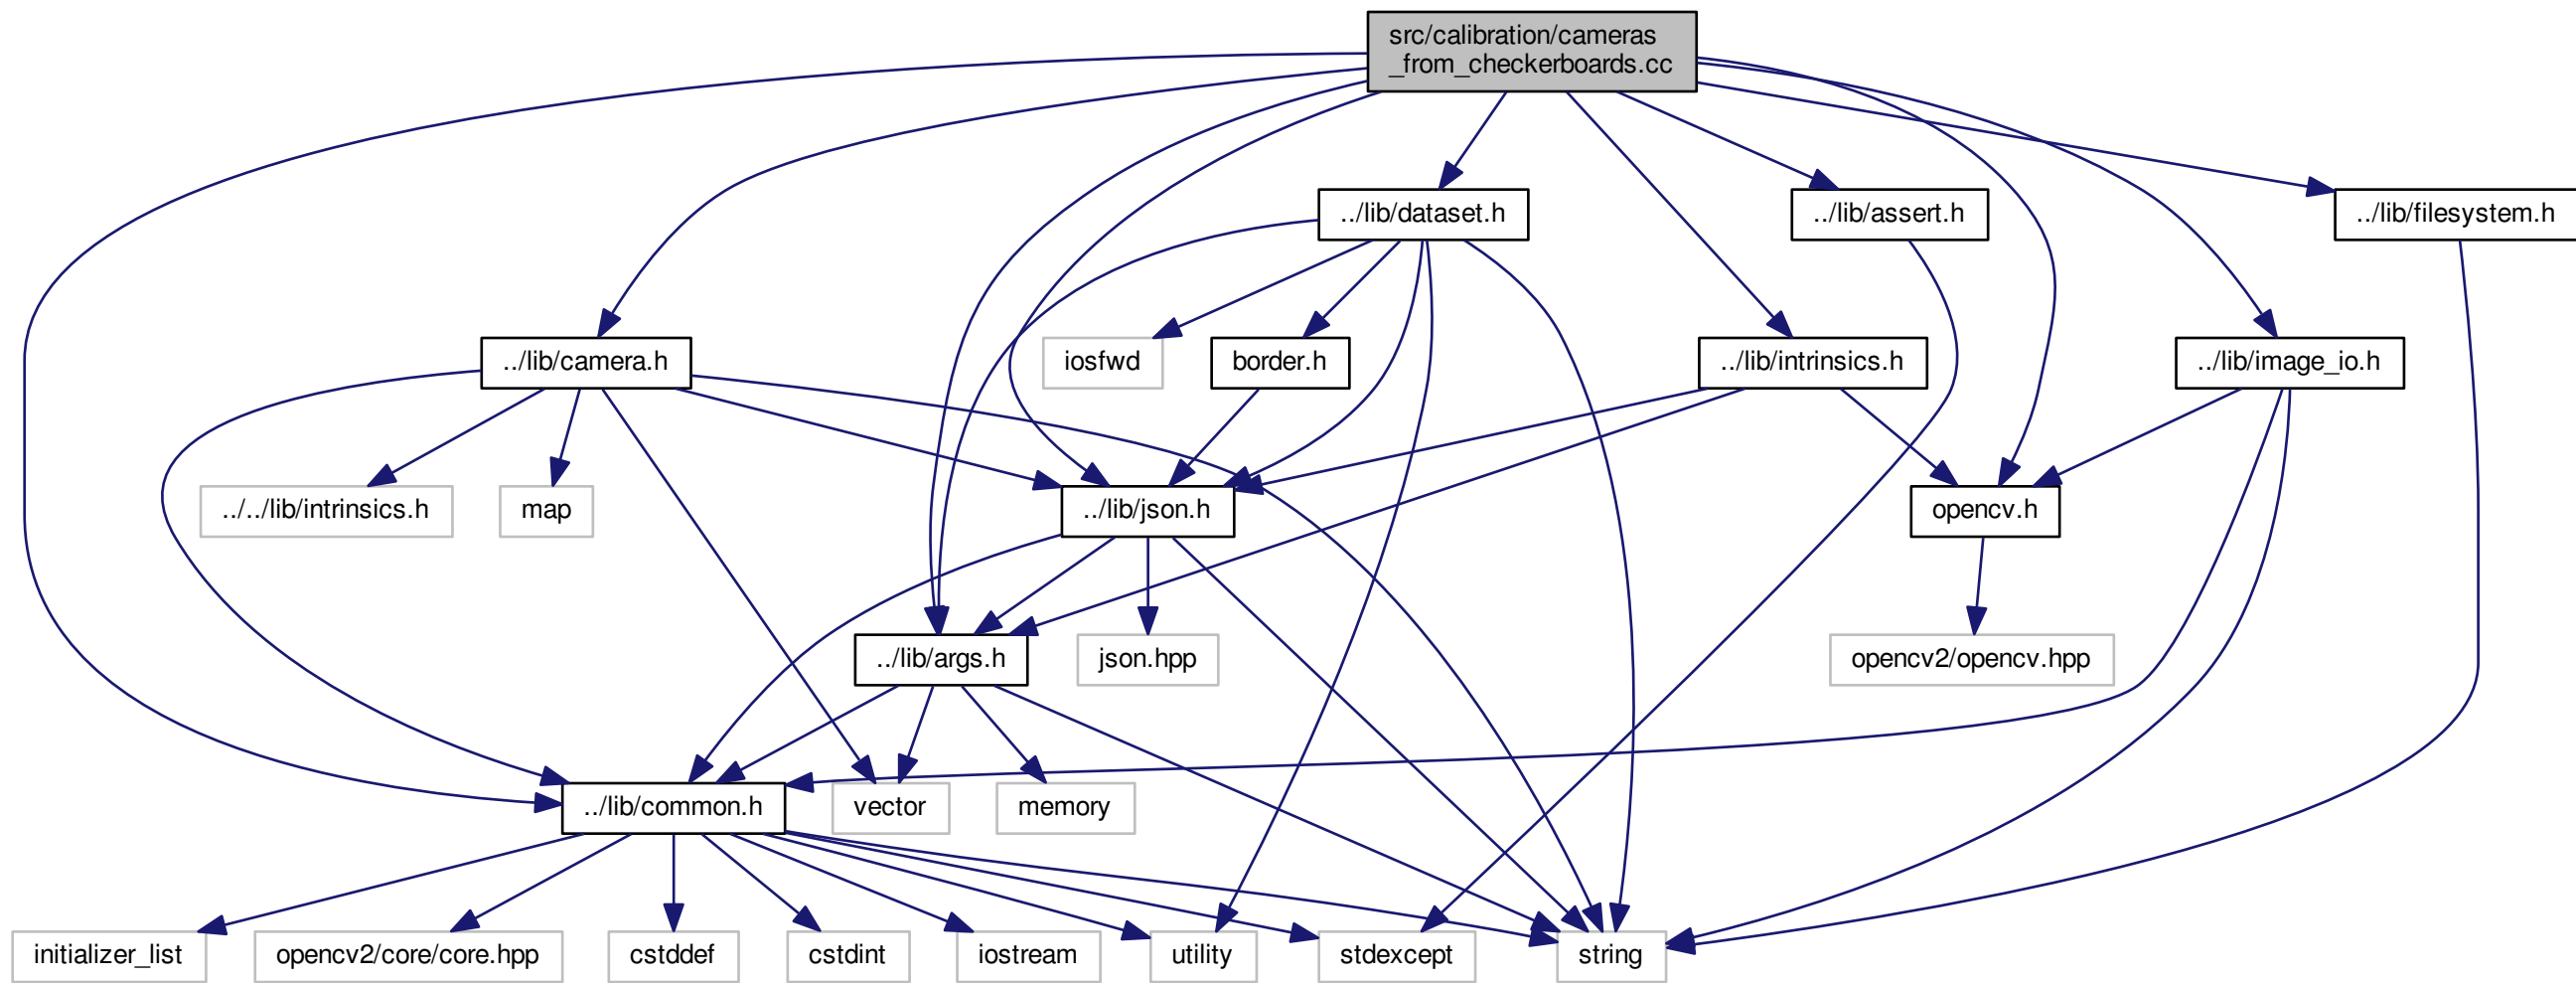 src/calibration/cameras
_from_checkerboards.cc
../lib/dataset.h
../lib/assert.h
../lib/filesystem.h
../lib/camera.h
iosfwd
border.h
../lib/intrinsics.h
../lib/image_io.h
../../lib/intrinsics.h
map
../lib/json.h
opencv.h
../lib/args.h
json.hpp
opencv2/opencv.hpp
../lib/common.h
vector
memory
initializer_list
opencv2/core/core.hpp
cstddef
cstdint
iostream
utility
stdexcept
string